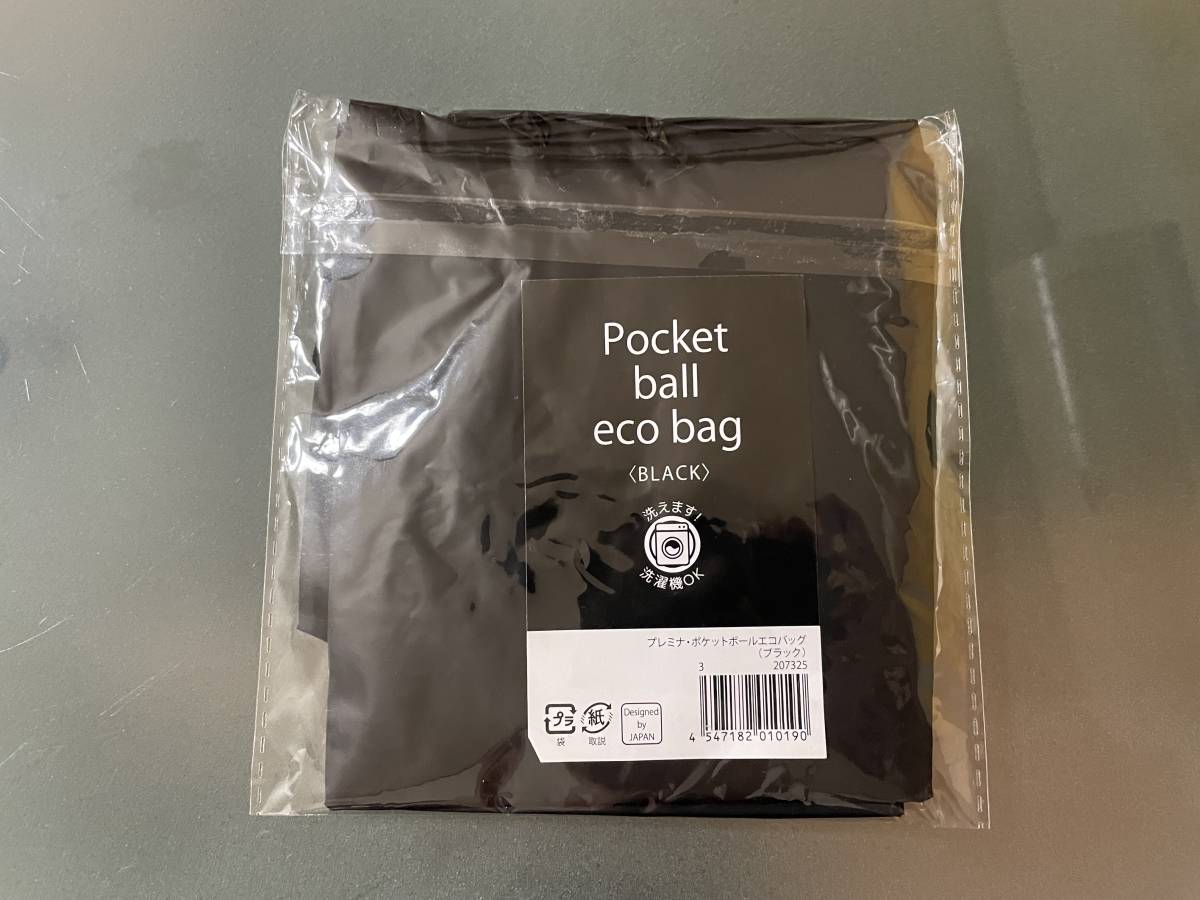 Pocket
ball
eco bag
〈BLACK〉
洗えます!
洗濯機OK
プレミナ・ポケットボールエコバッグ
（ブラック）
3 207325
プラ
袋
紙
取説
Designed
by
JAPAN
4 547182 010190